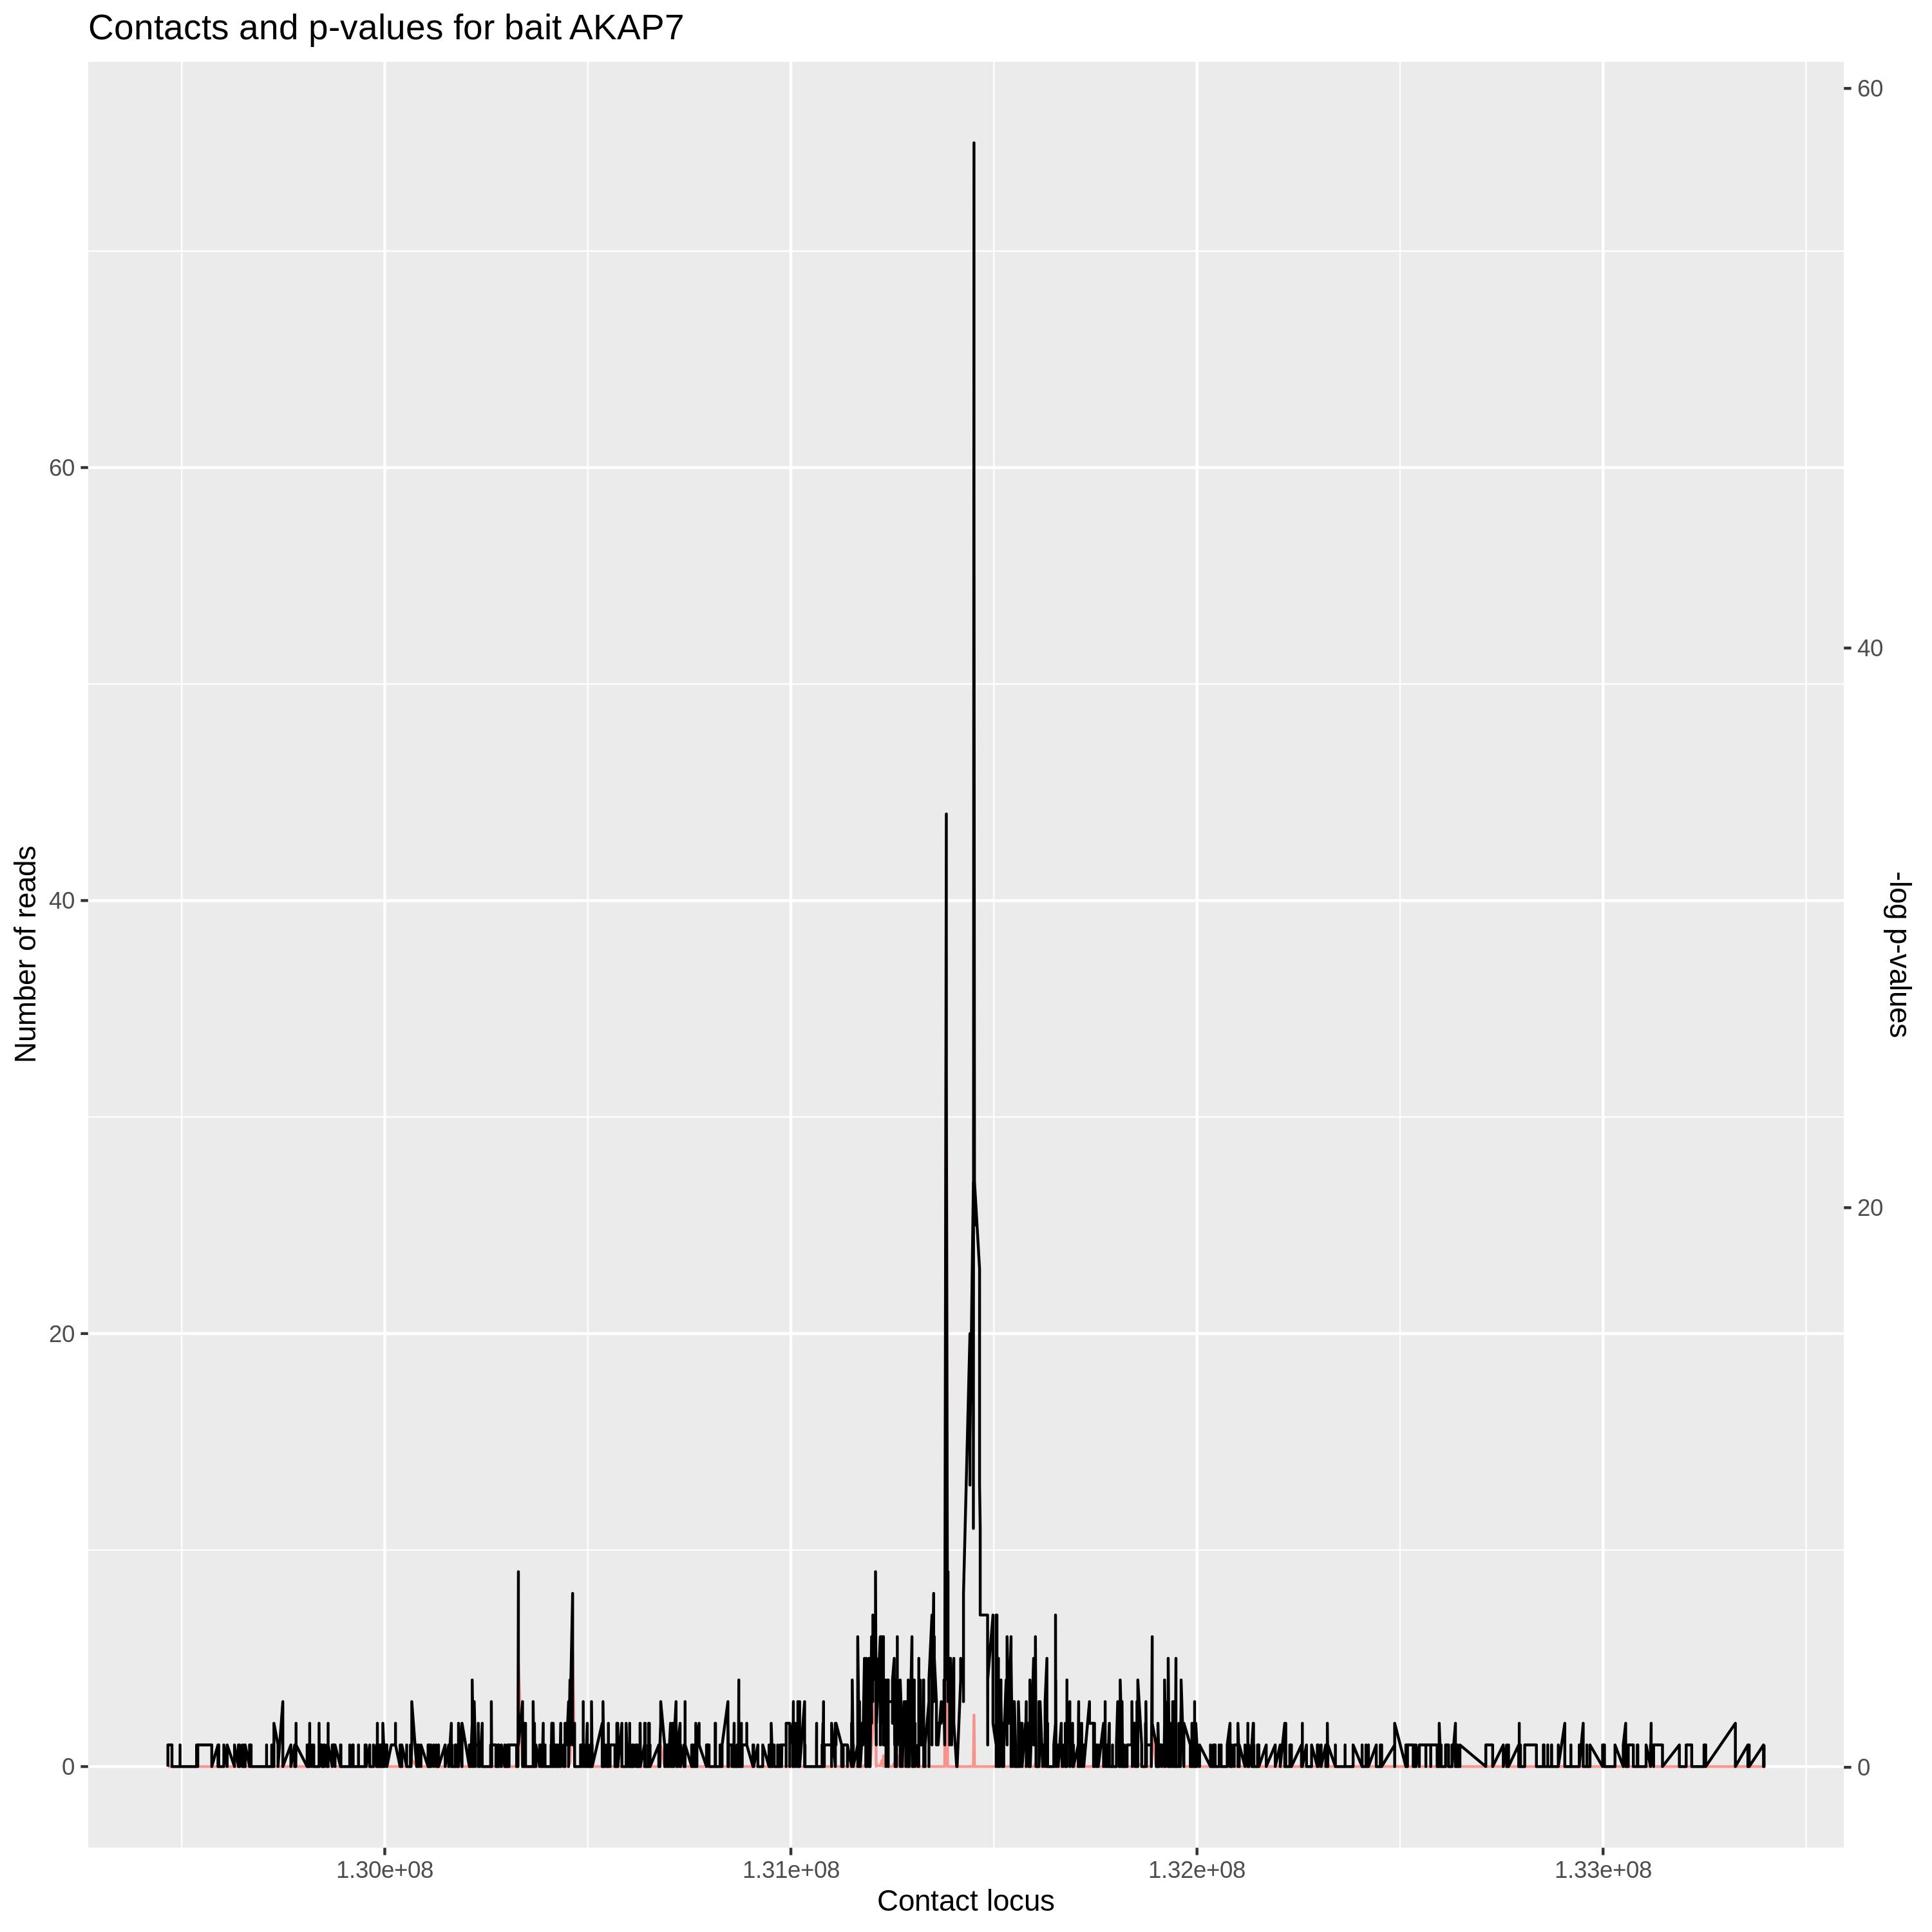 Contacts and p-values for bait AKAP7
60
40
20
0
Number of reads
60
40
20
0
-log p-values
1.30e+08
1.31e+08
1.32e+08
1.33e+08
Contact locus